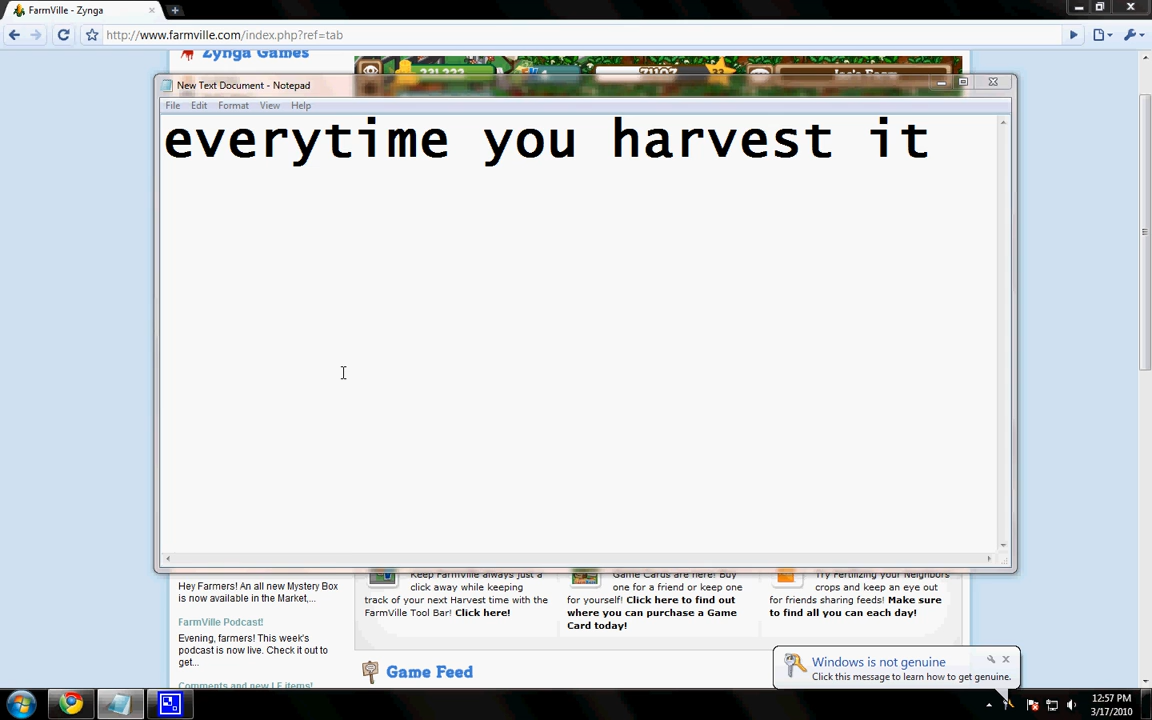 FarmVille - Zynga
http://www.farmville.com/index.php?ref=tab
Zynga Games
New Text Document - Notepad
File Edit Format View Help
everytime you harvest it
Hey Farmers! An all new Mystery Box
is now available in the Market,...
FarmVille Podcast!
Evening, farmers! This week's
podcast is now live. Check it out to
get...
Comments and new LE items!
Keep FarmVille always just a
click away while keeping
track of your next Harvest time with the
FarmVille Tool Bar! Click here!
Game Cards are here! Buy
one for a friend or keep one
for yourself! Click here to find out
where you can purchase a Game
Card today!
Try Fertilizing your Neighbors
crops and keep an eye out
for friends sharing feeds! Make sure
to find all you can each day!
Game Feed
Windows is not genuine
Click this message to learn how to get genuine.
12:57 PM
3/17/2010